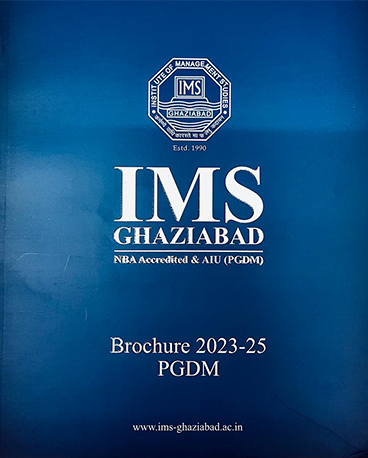 INSTITUTE OF MANAGEMENT STUDIES
IMS
GHAZIABAD
Estd. 1990
IMS
GHAZIABAD
NBA Accredited & AIU (PGDM)
Brochure 2023-25
PGDM
www.ims-ghaziabad.ac.in